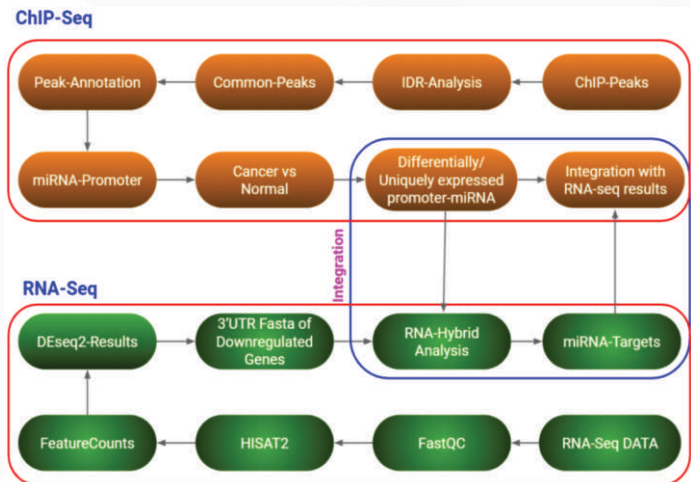 ChIP-Seq
Peak-Annotation
Common-Peaks
IDR-Analysis
ChIP-Peaks
miRNA-Promoter
Cancer vs
Normal
Differentially/
Uniquely expressed
promoter-miRNA
Integration with
RNA-seq results
Integration
RNA-Seq
DEseq2-Results
3'UTR Fasta of
Downregulated
Genes
RNA-Hybrid
Analysis
miRNA-Targets
FeatureCounts
HISAT2
FastQC
RNA-Seq DATA